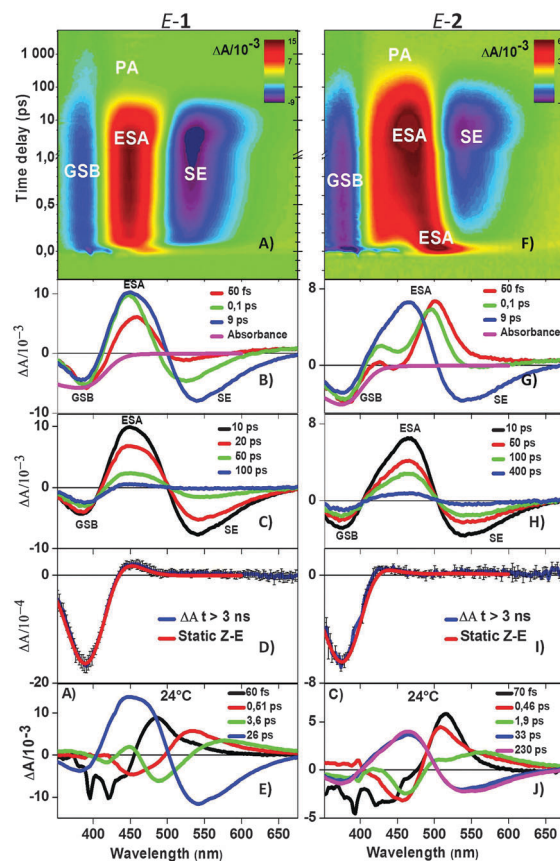 E-1
E-2
ΔA/10⁻³
15
7
-9
PA
GSB
ESA
SE
A)
1 000
100
10
1,0
0,5
0,0
Time delay (ps)
ΔA/10⁻³
PA
GSB
ESA
SE
ESA
F)
ESA
60 fs
0,1 ps
9 ps
Absorbance
GSB
SE
B)
10
0
-10
ΔA/10⁻³
ESA
60 fs
0,1 ps
9 ps
Absorbance
GSB
SE
G)
8
0
ESA
10 ps
20 ps
60 ps
100 ps
GSB
SE
C)
10
0
-10
ΔA/10⁻³
ESA
10 ps
50 ps
100 ps
400 ps
GSB
SE
H)
8
0
ΔA t > 3 ns
Static Z-E
D)
0
-20
ΔA/10⁻⁴
ΔA t > 3 ns
Static Z-E
I)
0
-8
A)
24ºC
60 fs
0,51 ps
3,6 ps
26 ps
E)
10
0
-10
ΔA/10-3
C)
24ºC
70 fs
0,46 ps
1,9 ps
33 ps
230 ps
J)
5
0
-5
400 450 500 550 600 650
Wavelength (nm)
400 450 500 550 600 650
Wavelength (nm)